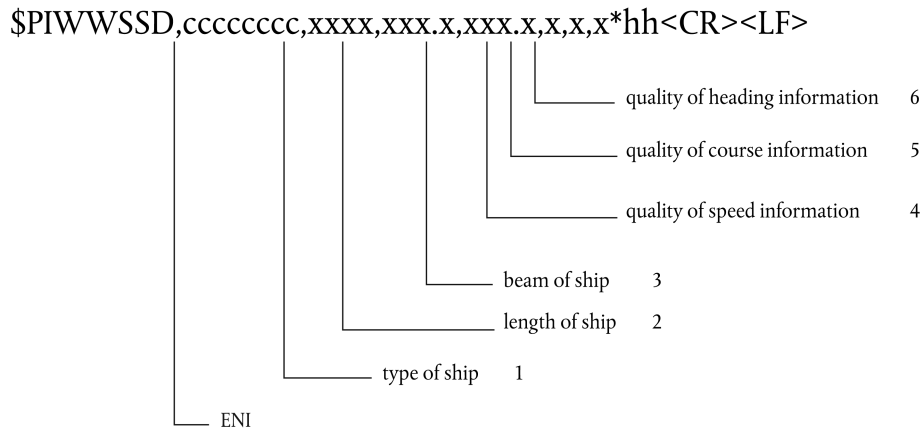 $PIWWSSD,cccccccc,xxxx,xxx.x,xxx.x,x,x,x,x*hh<CR><LF>
quality of heading information 6
quality of course information 5
quality of speed information 4
beam of ship 3
length of ship 2
type of ship 1
ENI